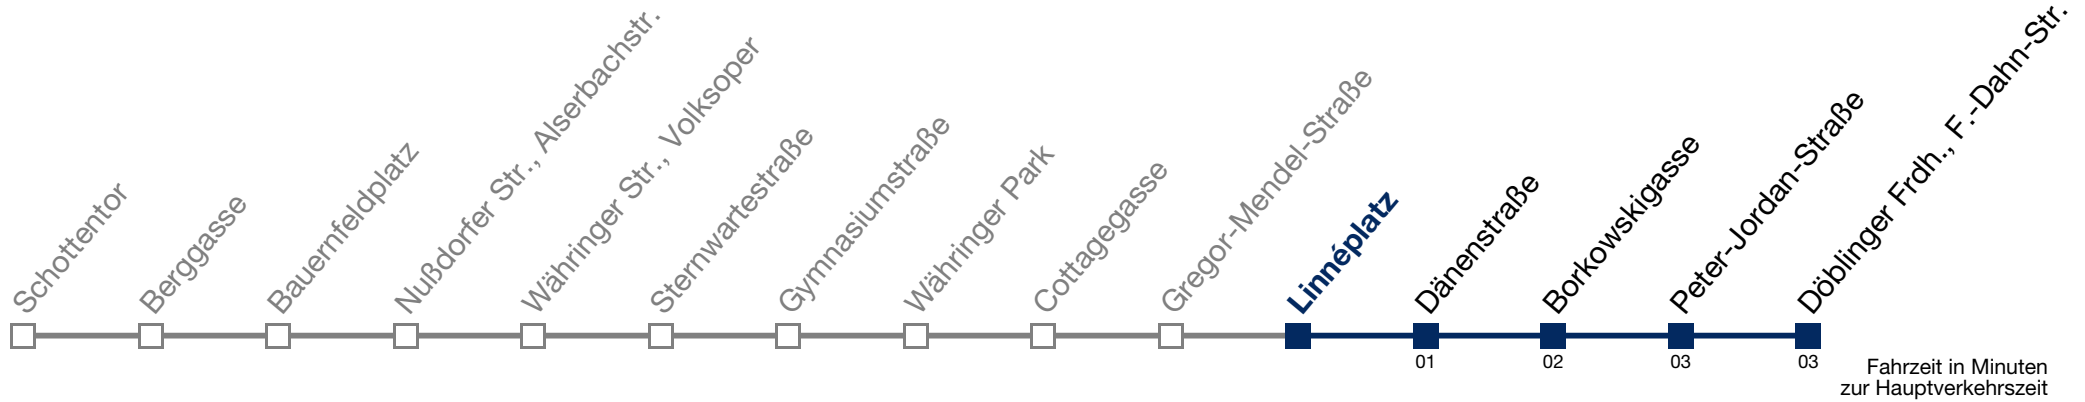 Schottentor
Berggasse
Bauernfeldplatz
Nußdorfer Str., Alserbachstr.
Währinger Str., Volksoper
Sternwartestraße
Gymnasiumstraße
Währinger Park
Cottagegasse
Gregor-Mendel-Straße
Linnéplatz
Dänenstraße
Borkowskigasse
Peter-Jordan-Straße
Döblinger Frdh., F.-Dahn-Str.
01
02
03
03
Fahrzeit in Minuten
zur Hauptverkehrszeit